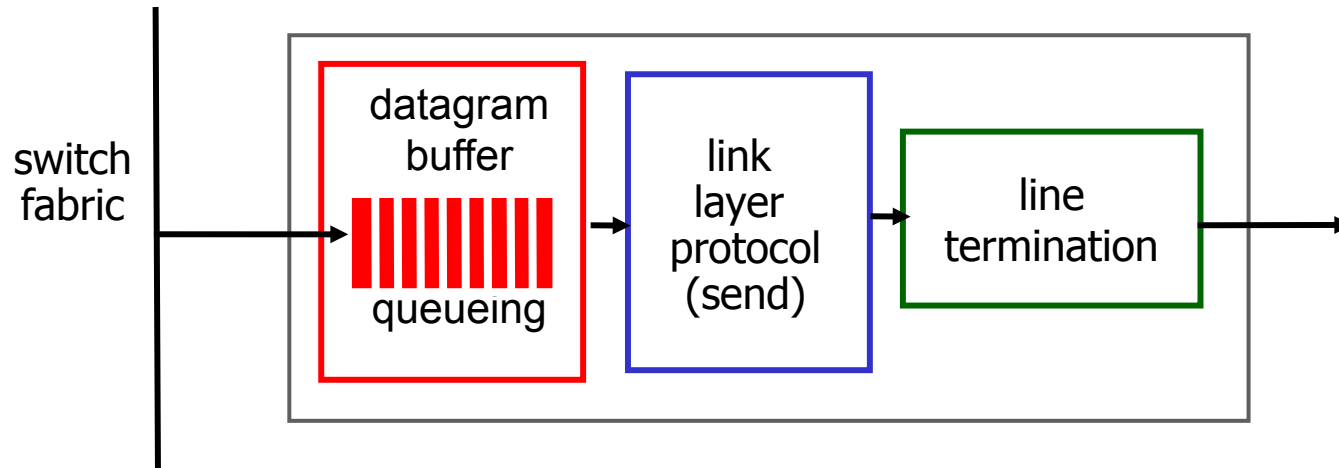 switch
fabric
datagram
buffer
queueing
link
layer
protocol
(send)
line
termination